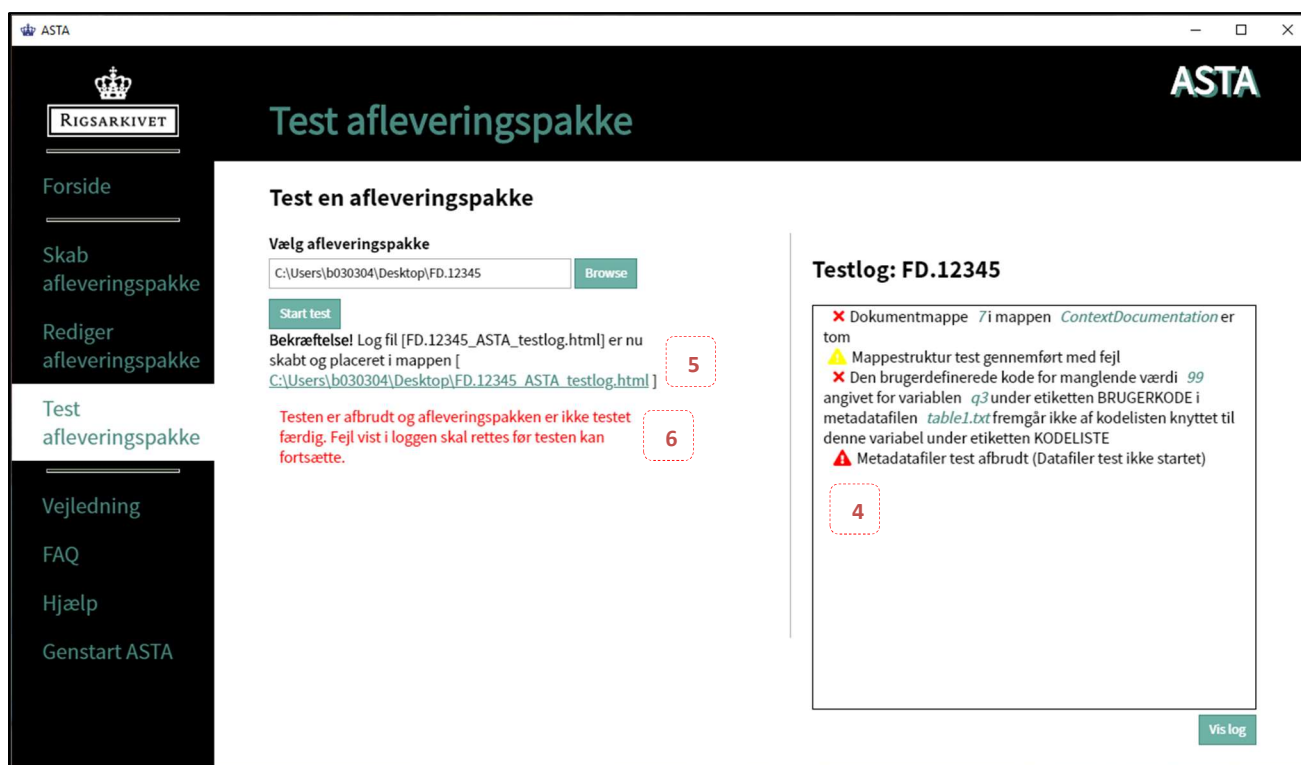 ASTA
RIGSARKIVET
Forside
Skab
afleveringspakke
Rediger
afleveringspakke
Test
afleveringspakke
Vejledning
FAQ
Hjælp
Genstart ASTA
ASTA
Test afleveringspakke
Test en afleveringspakke
Vælg afleveringspakke
C:\Users\b030304\Desktop\FD.12345
Browse
Start test
Bekræftelse! Log fil [FD.12345_ASTA_testlog.html] er nu
skabt og placeret i mappen [
C:\Users\b030304\Desktop\FD.12345_ASTA_testlog.html ]
5
Testen er afbrudt og afleveringspakken er ikke testet
færdig. Fejl vist i loggen skal rettes før testen kan
fortsætte.
6
Testlog: FD.12345
Dokumentmappe 7 i mappen ContextDocumentation er
tom
Mappestruktur test gennemført med fejl
Den brugerdefinerede kode for manglende værdi 99
angivet for variablen q3 under etiketten BRUGERKODE i
metadatafilen table1.txt fremgår ikke af kodelisten knyttet til
denne variabel under etiketten KODELISTE
Metadatafiler test afbrudt (Datafiler test ikke startet)
4
Vis log